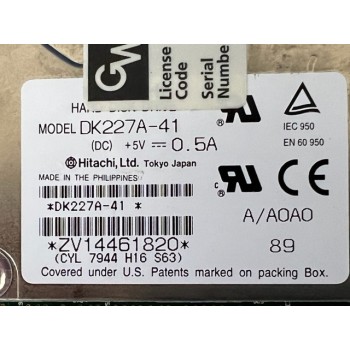 GW
License
Code
Serial
Number
HARD DISK DRIVE
MODEL DK227A-41
(DC) +5V ⎓ 0.5A
Hitachi, Ltd. Tokyo Japan
MADE IN THE PHILIPPINES
*DK227A-41 *
*ZV14461820*
(CYL 7944 H16 S63)
Covered under U.S. Patents marked on packing Box.
IEC 950
EN 60 950
A/A0A0
89